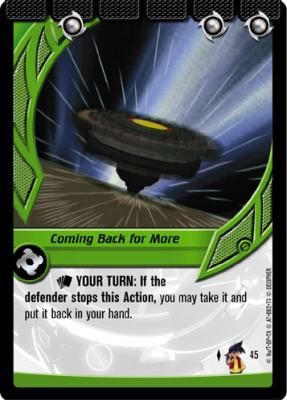 Coming Back for More
YOUR TURN: If the
defender stops this Action, you may take it and
put it back in your hand.
45
© DECIPHER